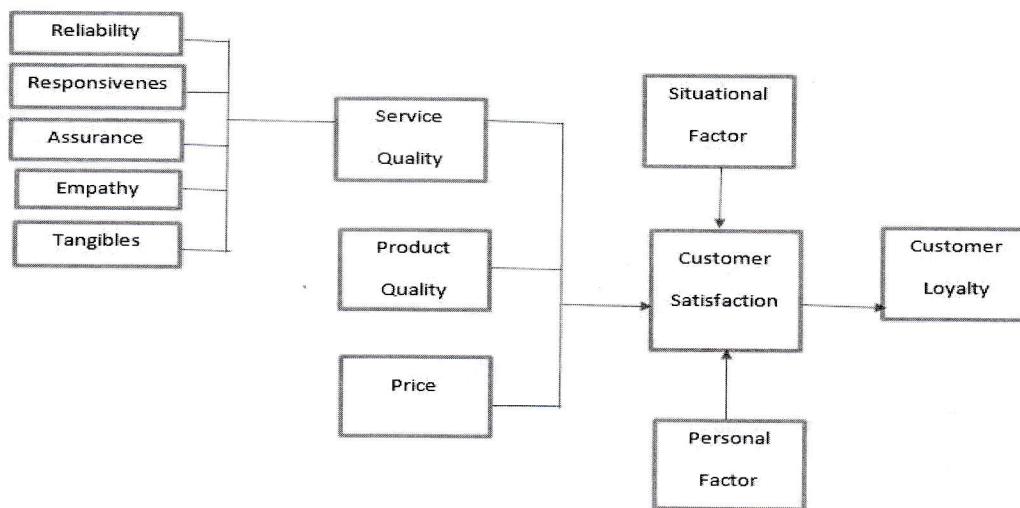 Reliability
Responsivenes
Assurance
Empathy
Tangibles
Service
Quality
Product
Quality
Price
Situational
Factor
Customer
Satisfaction
Personal
Factor
Customer
Loyalty